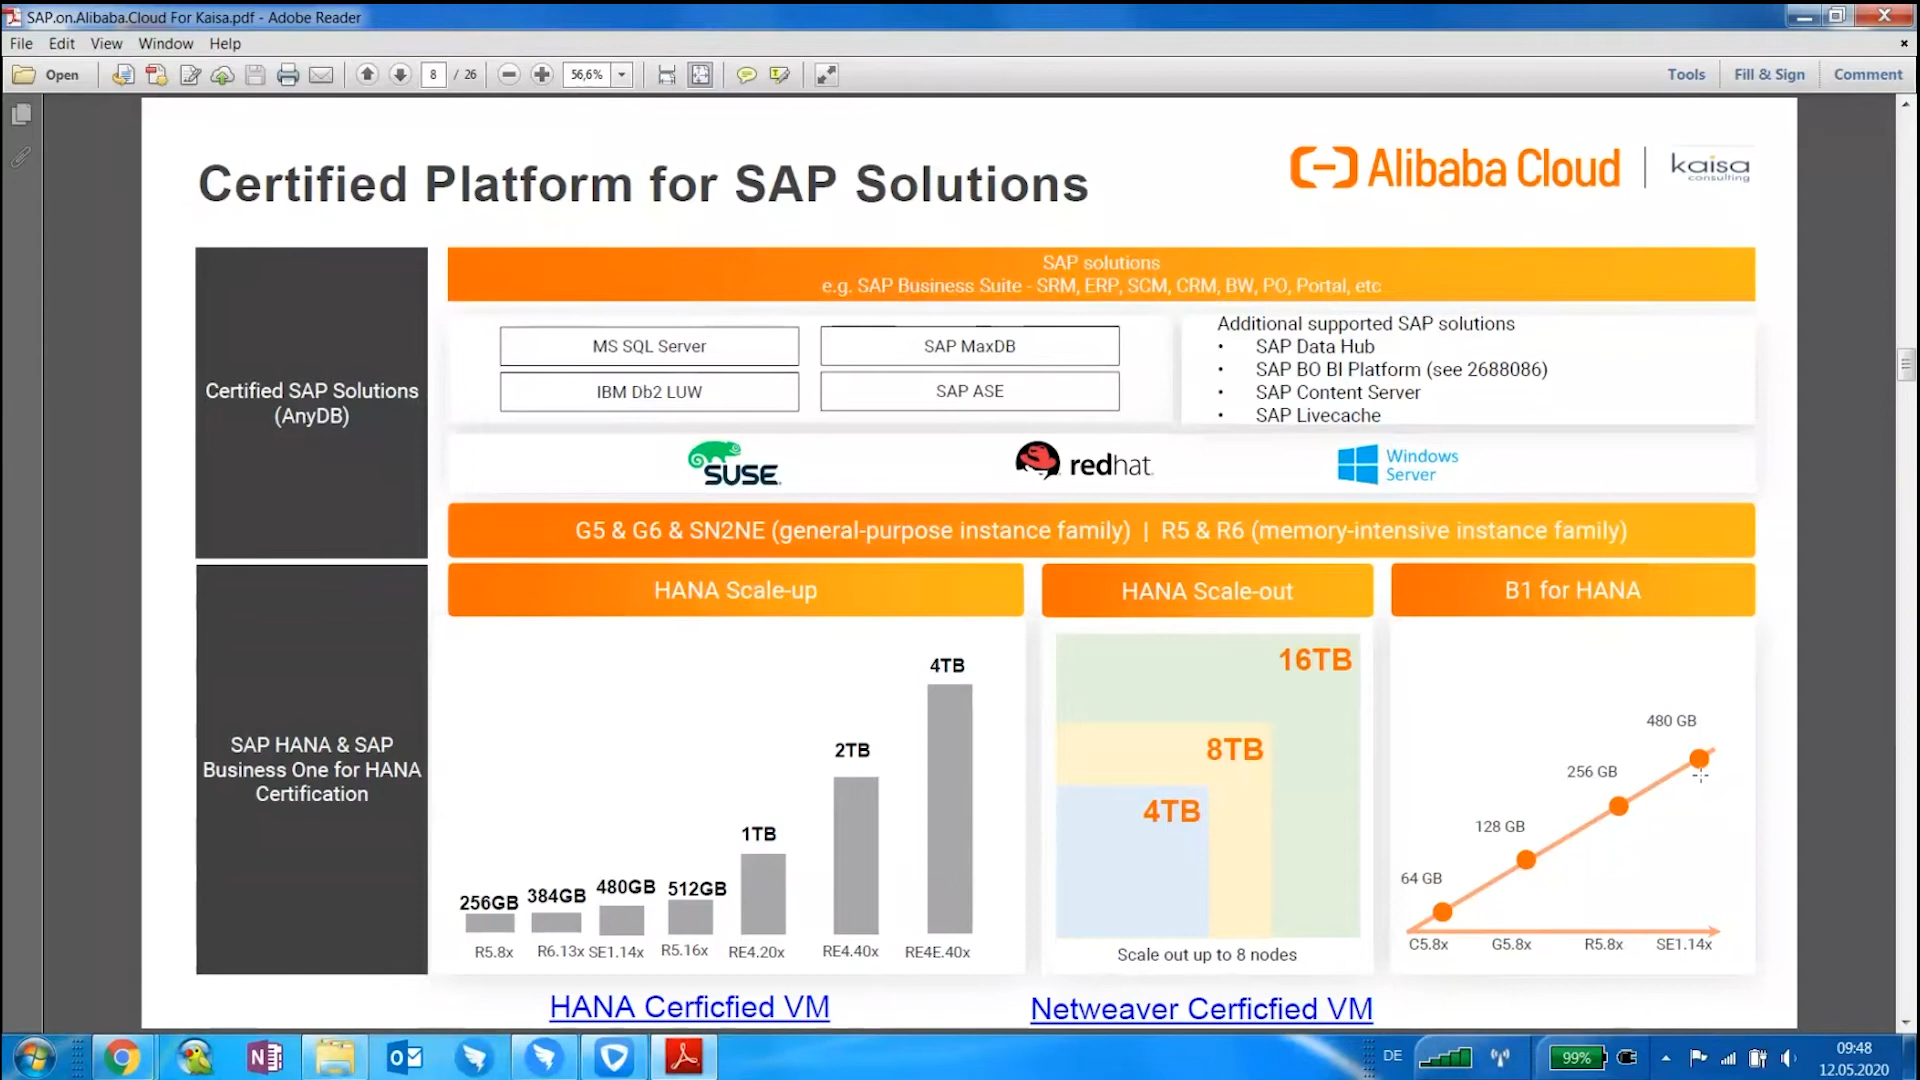 SAP.on.Alibaba.Cloud For Kaisa.pdf - Adobe Reader
File Edit View Window Help
Open 8 / 26 56,6% Tools Fill & Sign Comment
Certified Platform for SAP Solutions
Alibaba Cloud | kaisa consulting
Certified SAP Solutions
(AnyDB)
SAP solutions
e.g. SAP Business Suite - SRM, ERP, SCM, CRM, BW, PO, Portal, etc
MS SQL Server
SAP MaxDB
IBM Db2 LUW
SAP ASE
Additional supported SAP solutions
• SAP Data Hub
• SAP BO BI Platform (see 2688086)
• SAP Content Server
• SAP Livecache
SUSE
redhat.
Windows
Server
G5 & G6 & SN2NE (general-purpose instance family) | R5 & R6 (memory-intensive instance family)
SAP HANA & SAP
Business One for HANA
Certification
HANA Scale-up
256GB 384GB 480GB 512GB 1TB 2TB 4TB
R5.8x R6.13x SE1.14x R5.16x RE4.20x RE4.40x RE4E.40x
HANA Scale-out
16TB
8TB
4TB
Scale out up to 8 nodes
B1 for HANA
480 GB
256 GB
128 GB
64 GB
C5.8x G5.8x R5.8x SE1.14x
HANA Cerficfied VM
Netweaver Cerficfied VM
DE
99%
09:48
12.05.2020